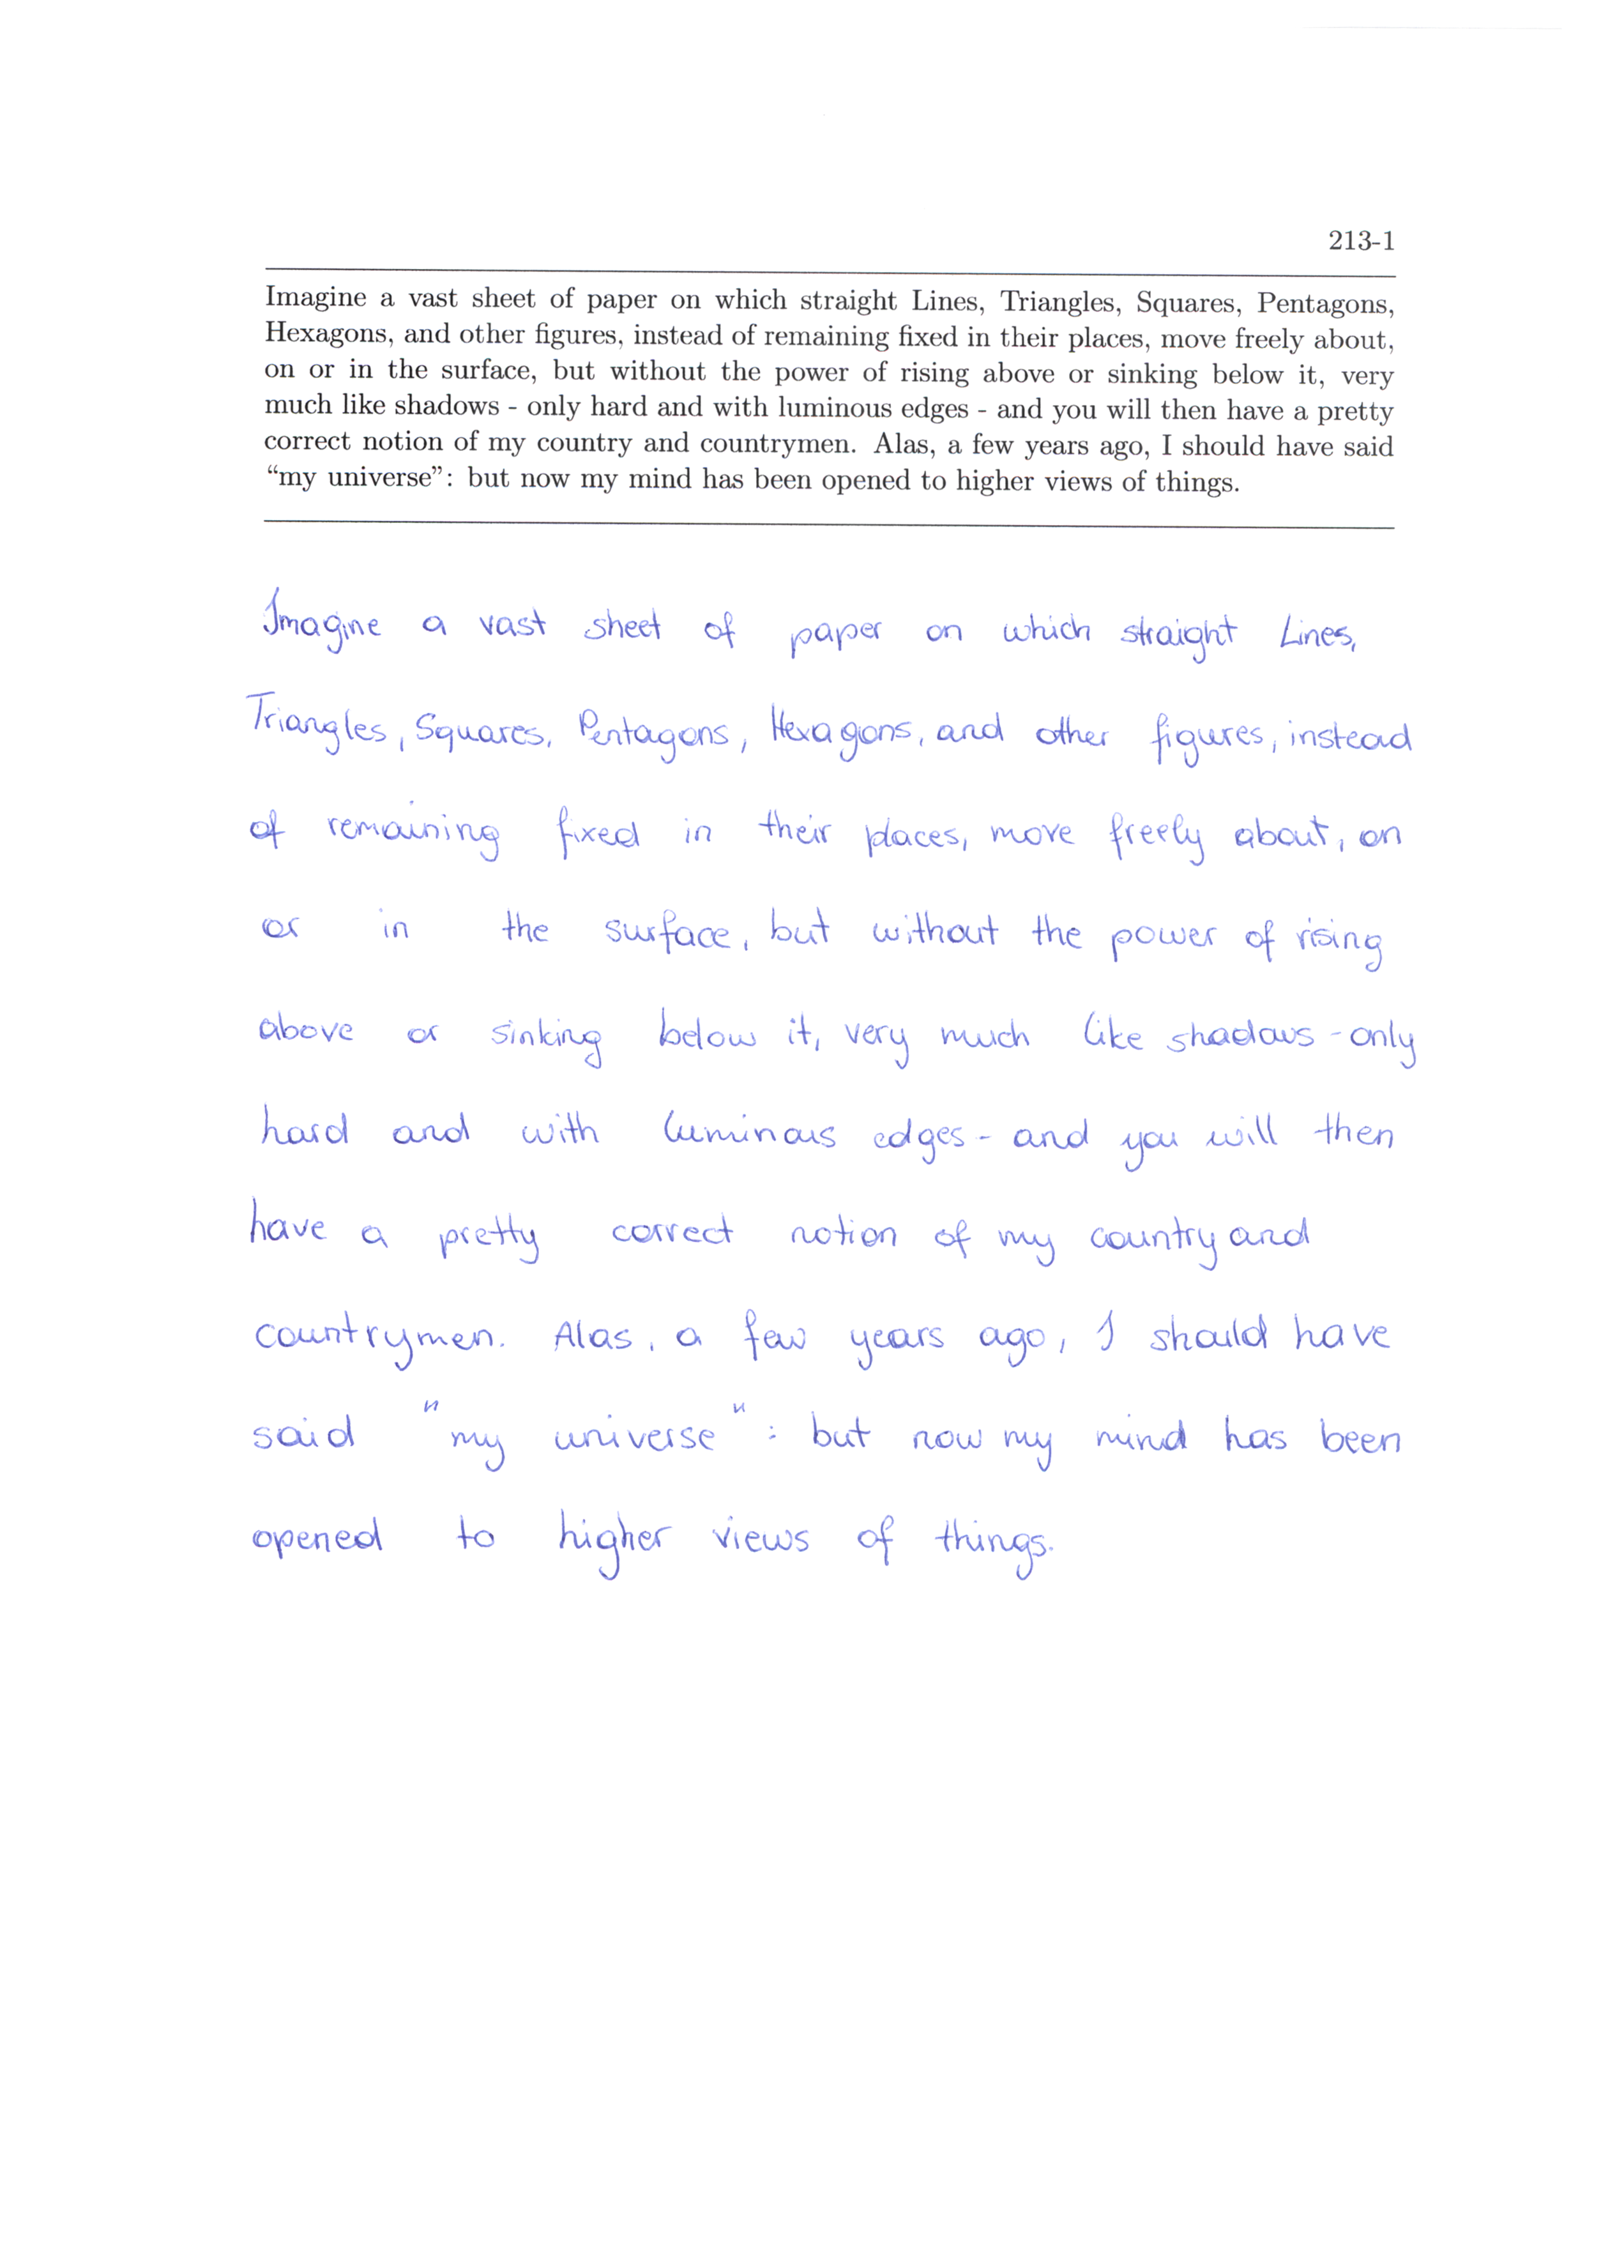 213-1
Imagine a vast sheet of paper on which straight Lines, Triangles, Squares, Pentagons,
Hexagons, and other figures, instead of remaining fixed in their places, move freely about,
on or in the surface, but without the power of rising above or sinking below it, very
much like shadows - only hard and with luminous edges - and you will then have a pretty
correct notion of my country and countrymen. Alas, a few years ago, I should have said
“my universe”: but now my mind has been opened to higher views of things.
Imagine a vast sheet of paper on which straight Lines,
Triangles, Squares, Pentagons, Hexagons, and other figures, instead
of remaining fixed in their places, move freely about, on
or in the surface, but without the power of rising
above or sinking below it, very much like shadows - only
hard and with luminous edges - and you will then
have a pretty correct notion of my country and
countrymen. Alas, a few years ago, I should have
said "my universe": but now my mind has been
opened to higher views of things.